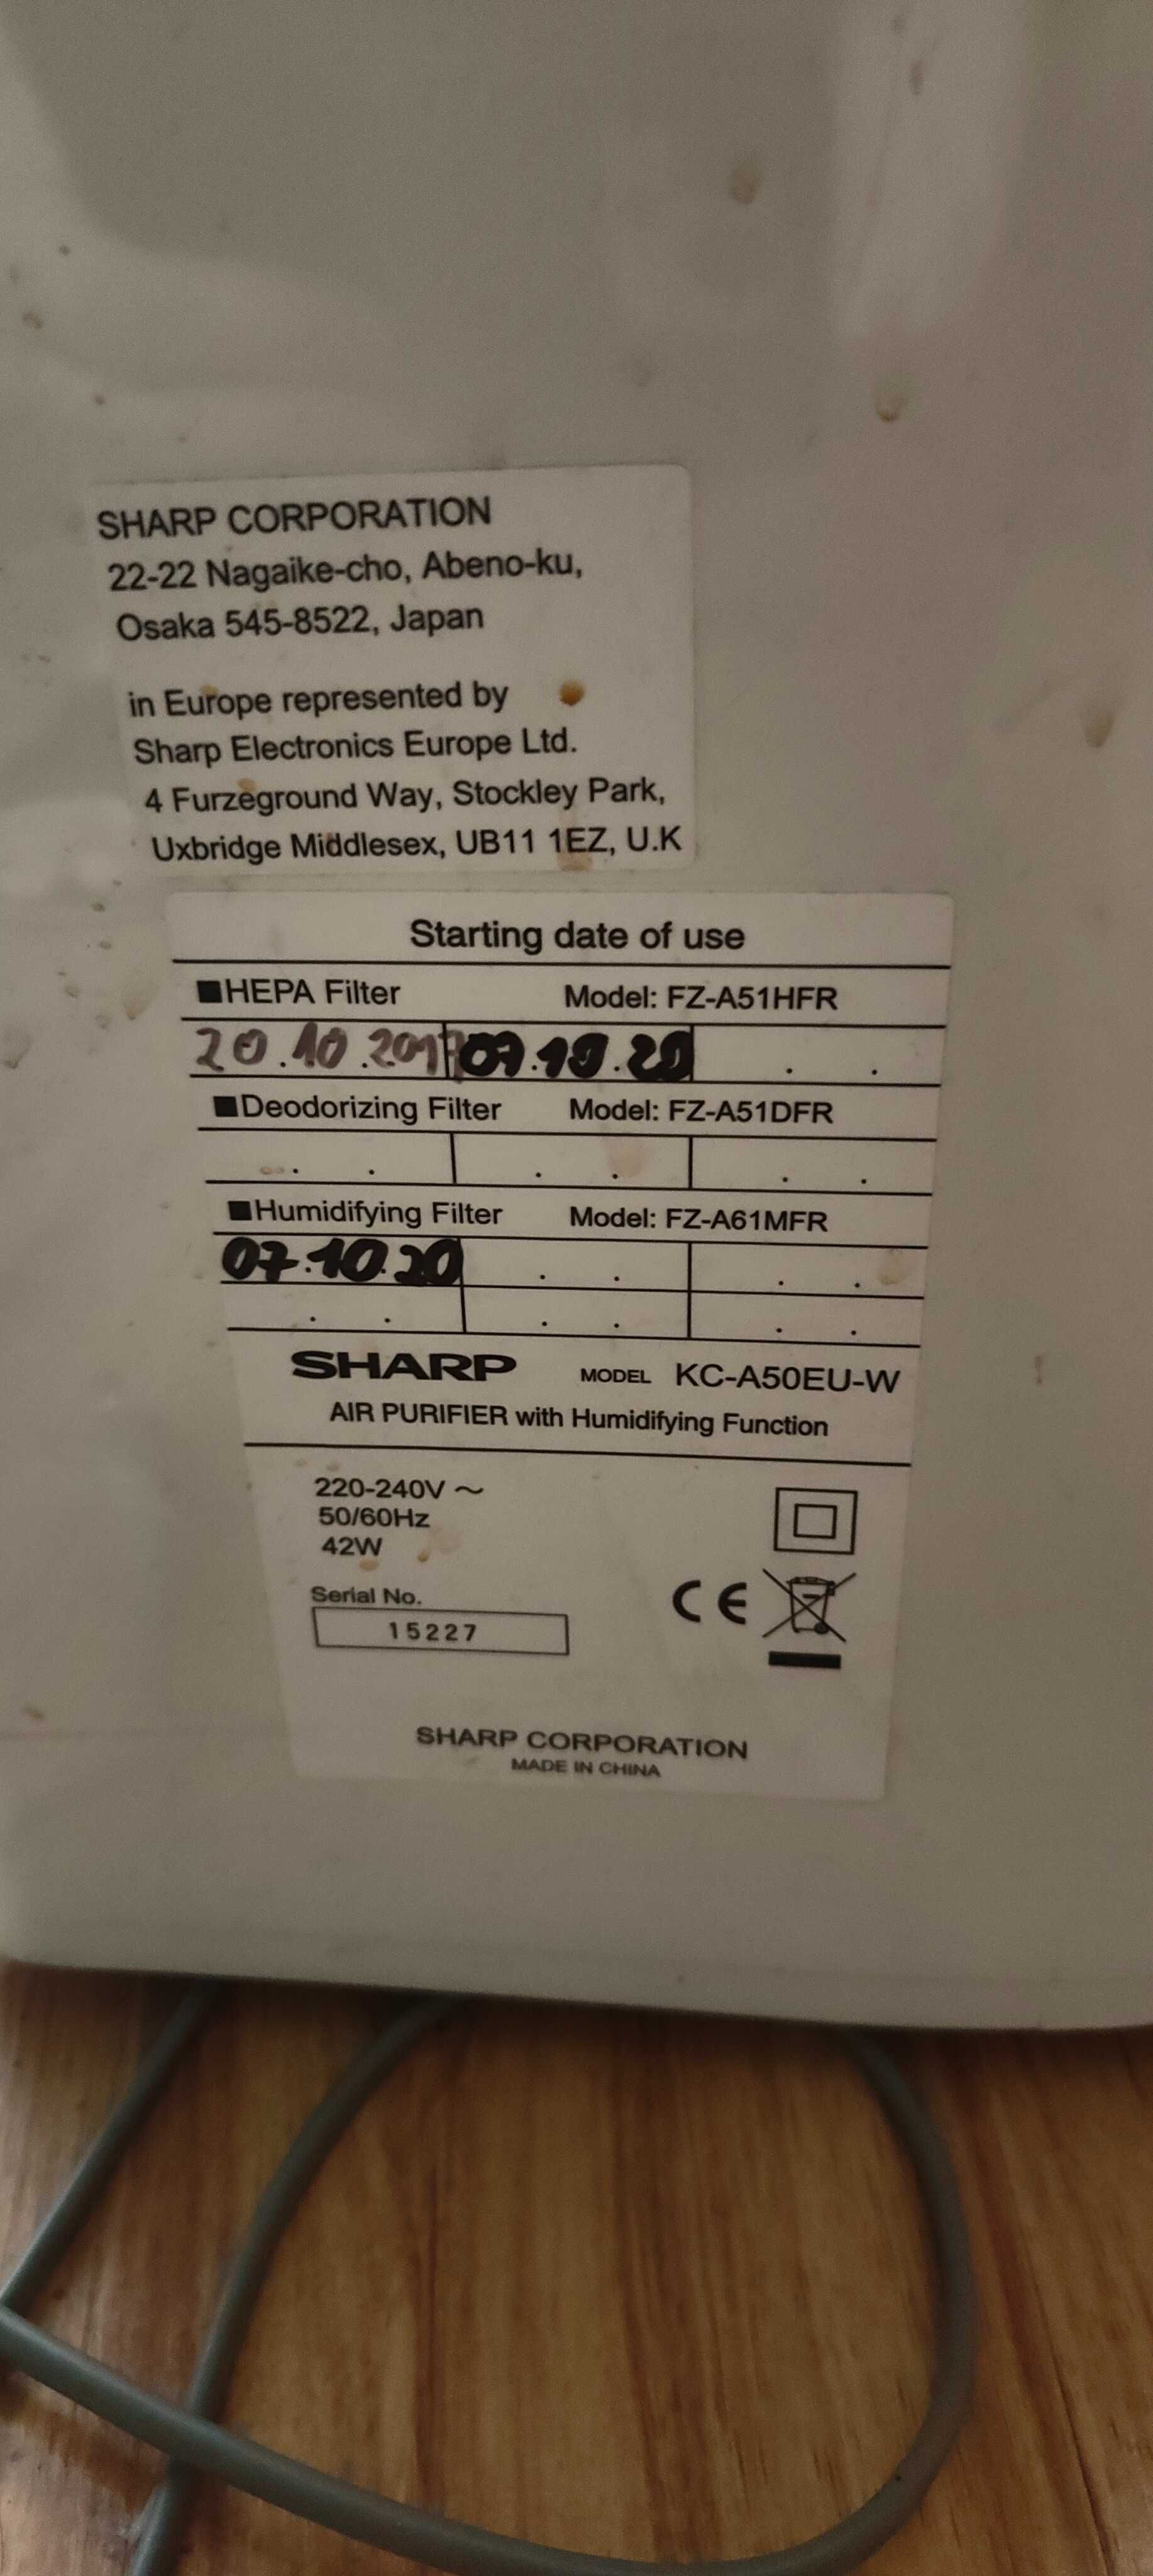 SHARP CORPORATION
22-22 Nagaike-cho, Abeno-ku,
Osaka 545-8522, Japan
in Europe represented by
Sharp Electronics Europe Ltd.
4 Furzeground Way, Stockley Park,
Uxbridge Middlesex, UB11 1EZ, U.K
Starting date of use
■HEPA Filter Model: FZ-A51HFR
20.10.2017 07.10.20 . .
■Deodorizing Filter Model: FZ-A51DFR
. . . . . .
■Humidifying Filter Model: FZ-A61MFR
07.10.20 . . . .
. . . . . .
SHARP MODEL KC-A50EU-W
AIR PURIFIER with Humidifying Function
220-240V ~
50/60Hz
42W
Serial No.
15227
CE
SHARP CORPORATION
MADE IN CHINA